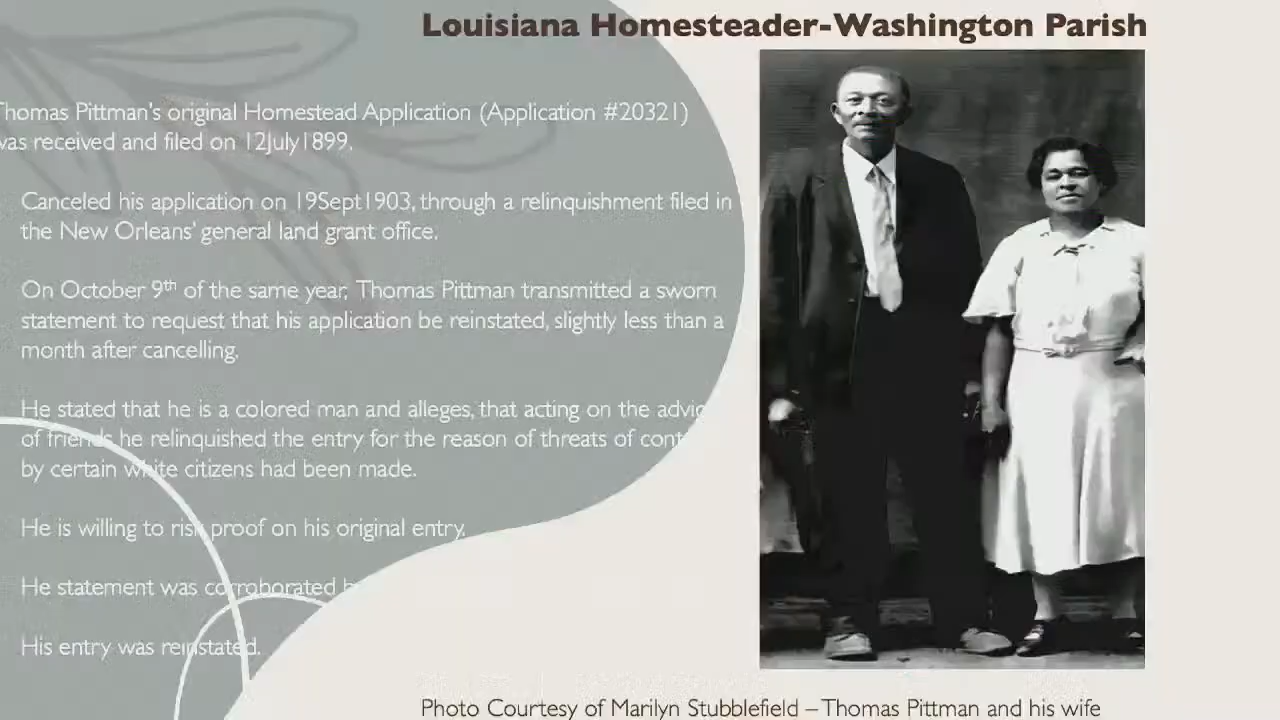 Louisiana Homesteader-Washington Parish
Thomas Pittman's original Homestead Application (Application #20321)
was received and filed on 12July1899.
Canceled his application on 19Sept1903, through a relinquishment filed in
the New Orleans' general land grant office.
On October 9th of the same year, Thomas Pittman transmitted a sworn
statement to request that his application be reinstated, slightly less than a
month after cancelling.
He stated that he is a colored man and alleges, that acting on the
of friends he relinquished the entry for the reason of threats of
by certain white citizens had been made.
He is willing to risk proof on his original entry.
He statement was corroborated
His entry was reinstated.
Photo Courtesy of Marilyn Stubblefield – Thomas Pittman and his wife